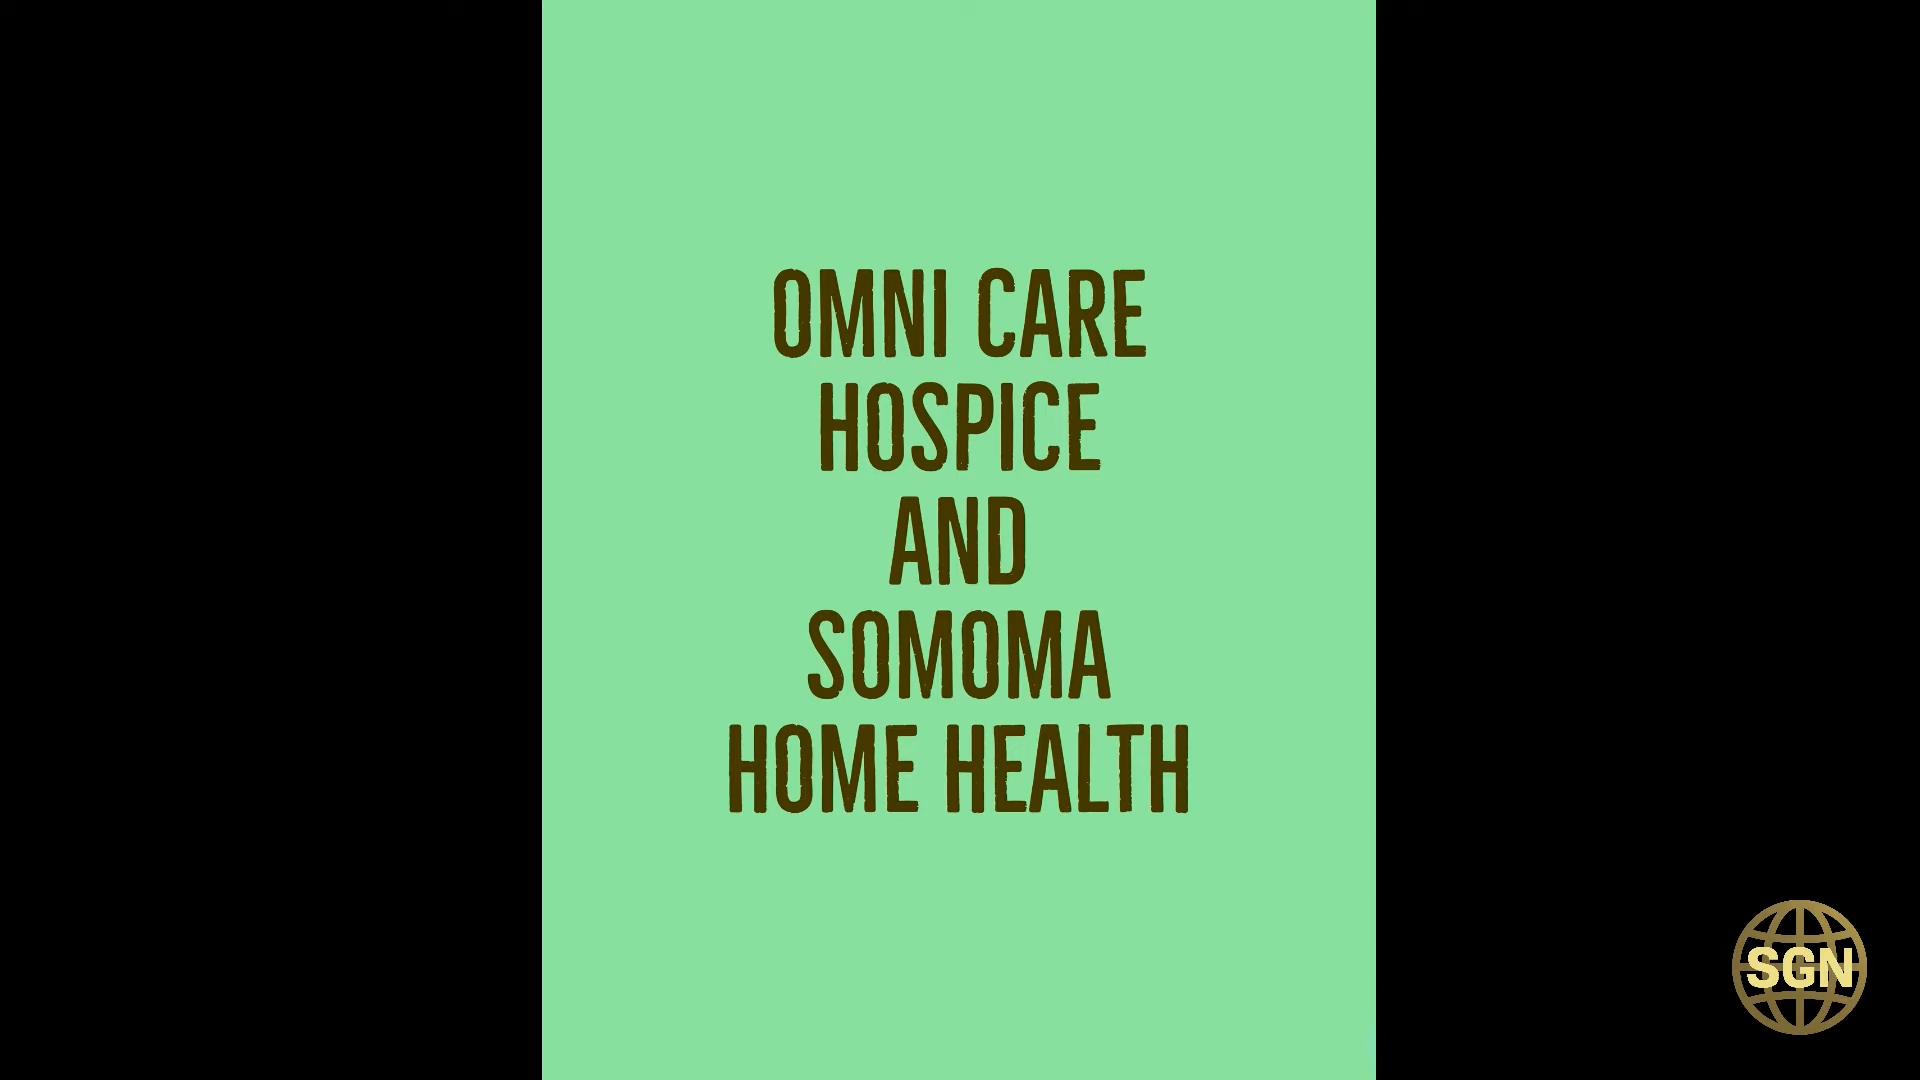 OMNI CARE
HOSPICE
AND
SOMOMA
HOME HEALTH
SGN